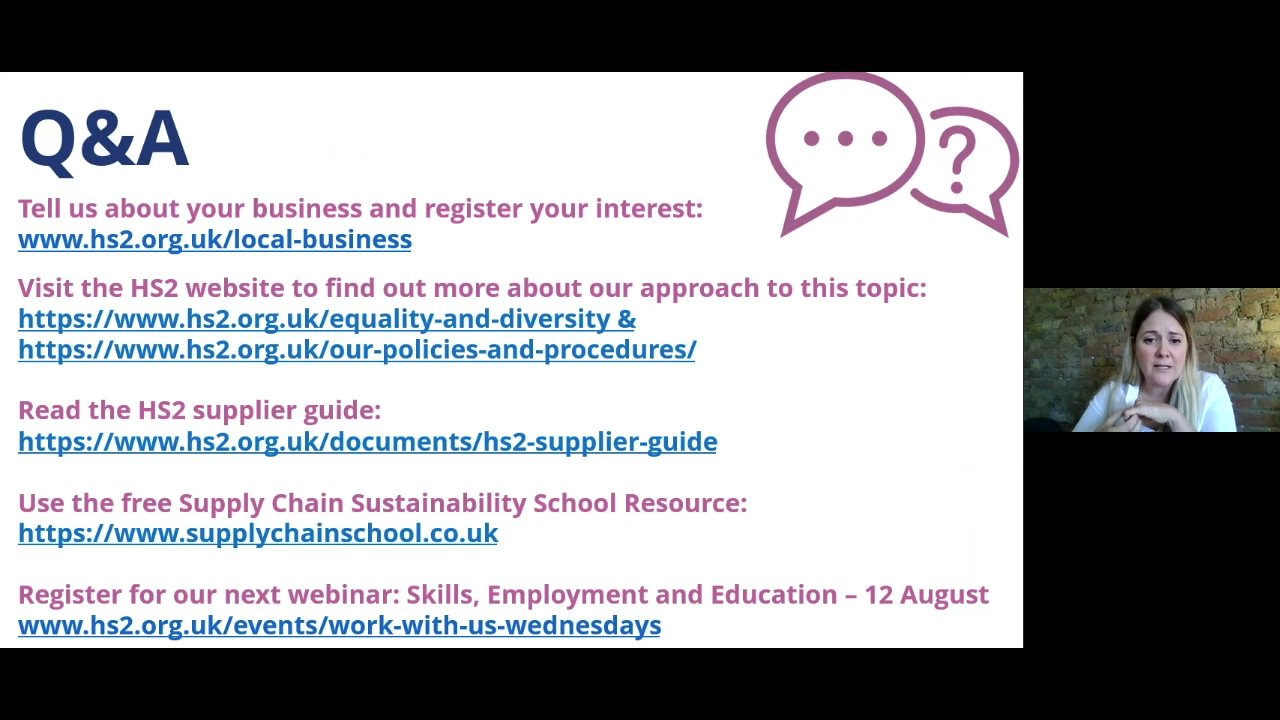 Q&A
Tell us about your business and register your interest:
www.hs2.org.uk/local-business
Visit the HS2 website to find out more about our approach to this topic:
https://www.hs2.org.uk/equality-and-diversity &
https://www.hs2.org.uk/our-policies-and-procedures/
Read the HS2 supplier guide:
https://www.hs2.org.uk/documents/hs2-supplier-guide
Use the free Supply Chain Sustainability School Resource:
https://www.supplychainschool.co.uk
Register for our next webinar: Skills, Employment and Education – 12 August
www.hs2.org.uk/events/work-with-us-wednesdays